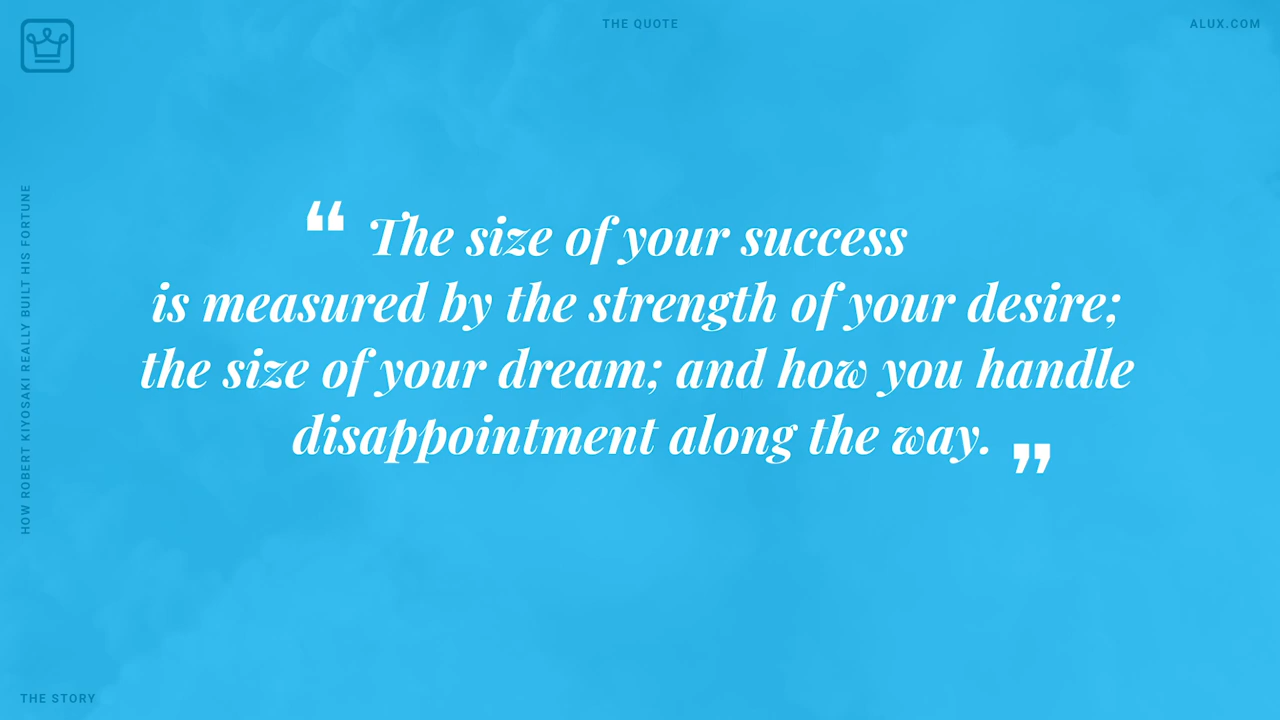 THE QUOTE
ALUX.COM
HOW ROBERT KIYOSAKI REALLY BUILT HIS FORTUNE
❝ The size of your success
is measured by the strength of your desire;
the size of your dream; and how you handle
disappointment along the way. ❞
THE STORY